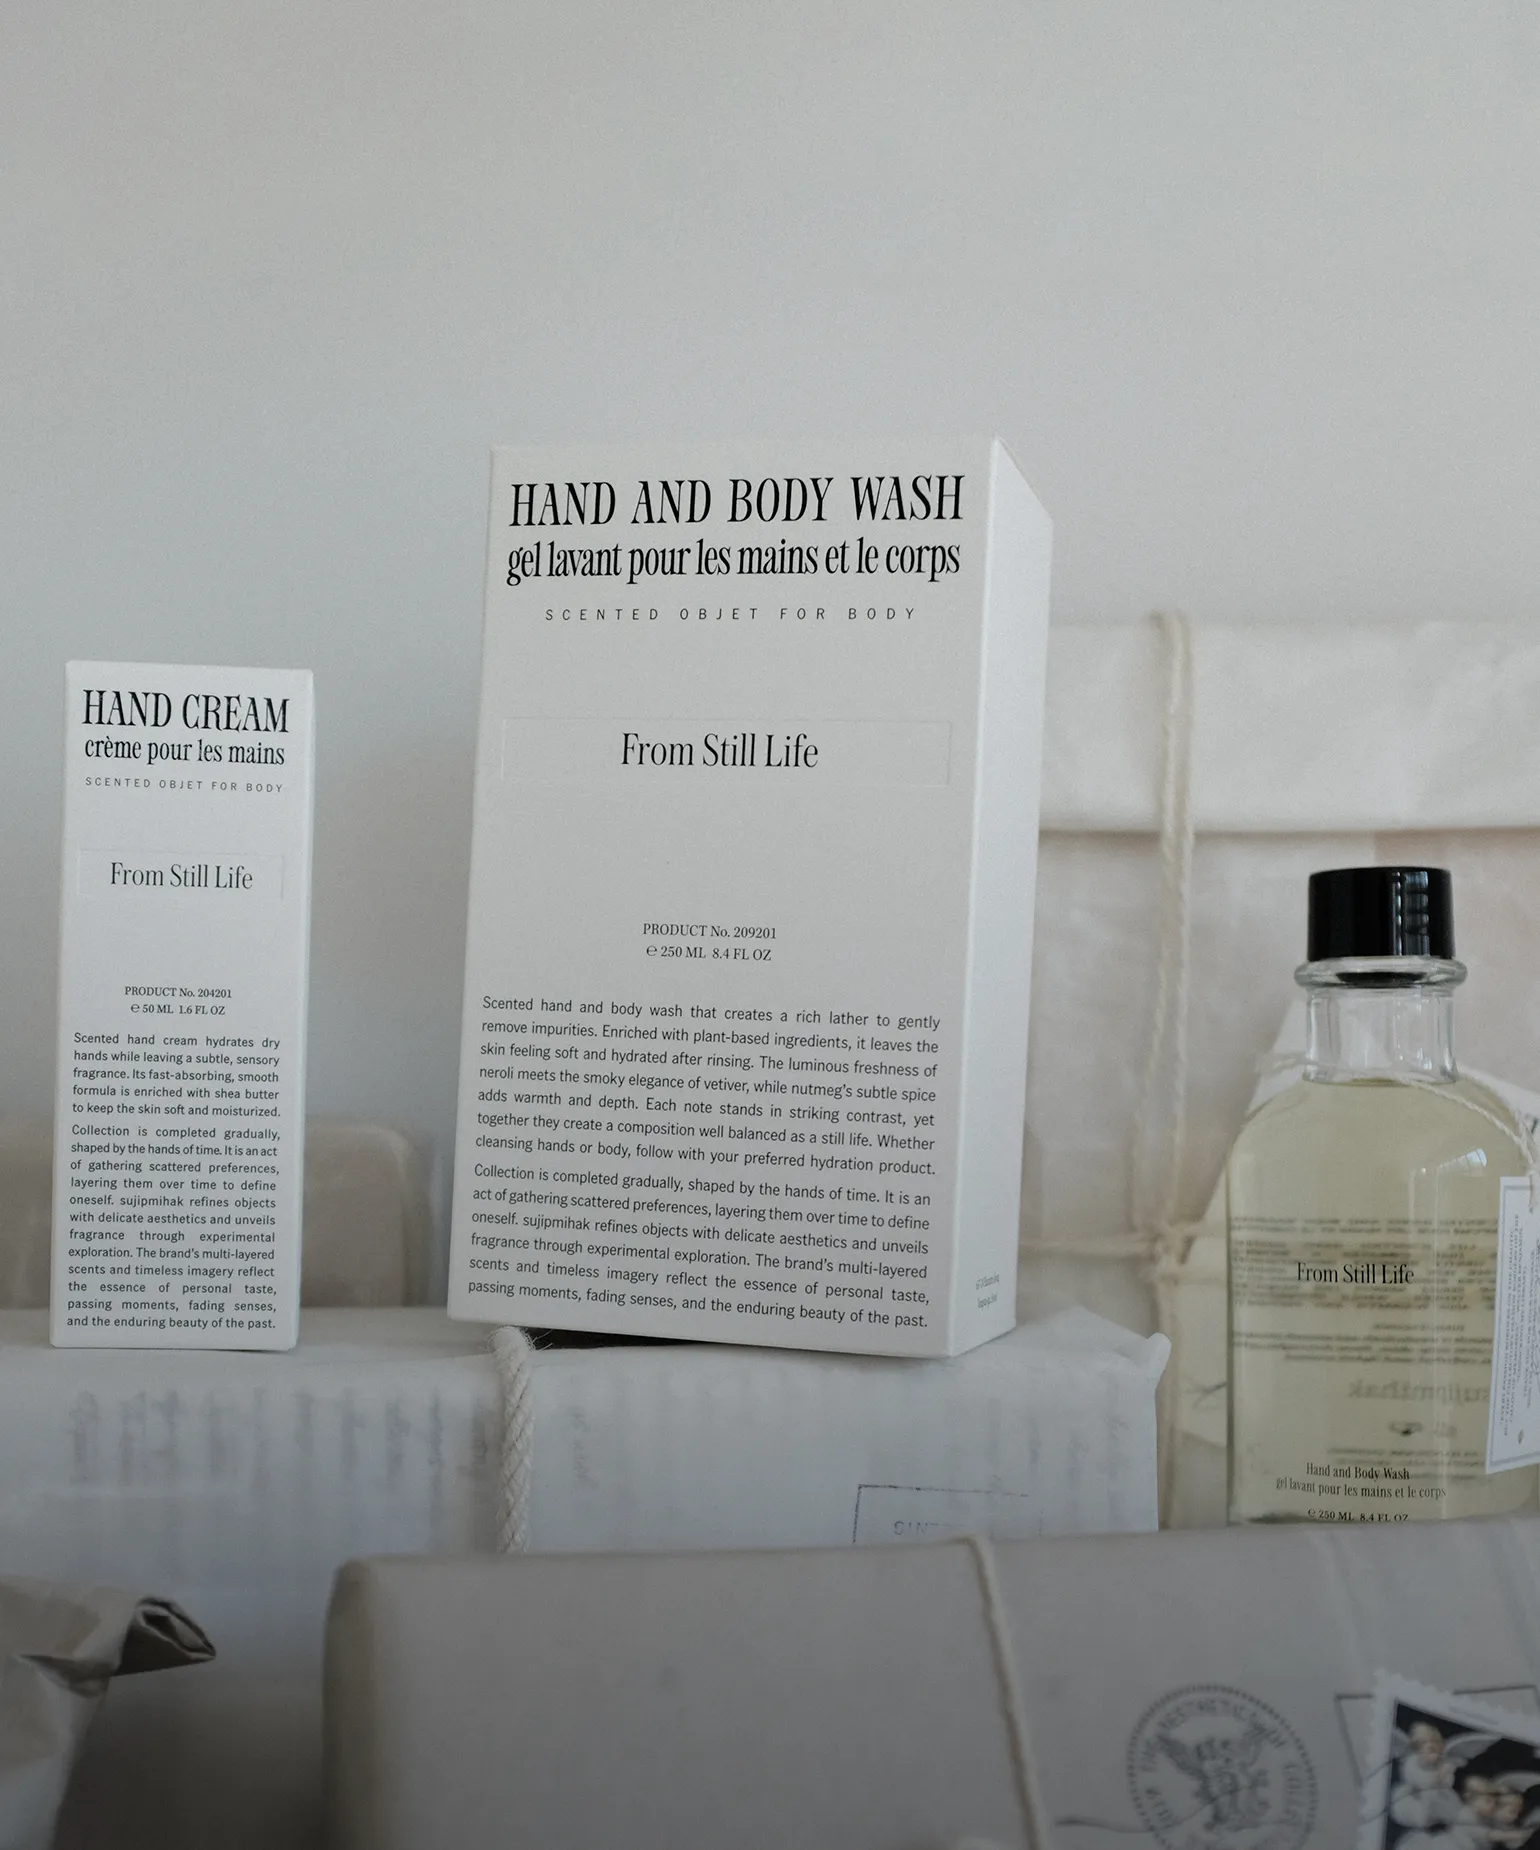 HAND CREAM
crème pour les mains
SCENTED OBJET FOR BODY
From Still Life
PRODUCT No. 204201
℮ 50 ML 1.6 FL OZ
Scented hand cream hydrates dry
hands while leaving a subtle, sensory
fragrance. Its fast-absorbing, smooth
formula is enriched with shea butter
to keep the skin soft and moisturized.
Collection is completed gradually,
shaped by the hands of time. It is an act
of gathering scattered preferences,
layering them over time to define
oneself. sujipmihak refines objects
with delicate aesthetics and unveils
fragrance through experimental
exploration. The brand's multi-layered
scents and timeless imagery reflect
the essence of personal taste,
passing moments, fading senses,
and the enduring beauty of the past.
HAND AND BODY WASH
gel lavant pour les mains et le corps
SCENTED OBJET FOR BODY
From Still Life
PRODUCT No. 209201
℮ 250 ML 8.4 FL OZ
Scented hand and body wash that creates a rich lather to gently
remove impurities. Enriched with plant-based ingredients, it leaves the
skin feeling soft and hydrated after rinsing. The luminous freshness of
neroli meets the smoky elegance of vetiver, while nutmeg's subtle spice
adds warmth and depth. Each note stands in striking contrast, yet
together they create a composition well balanced as a still life. Whether
cleansing hands or body, follow with your preferred hydration product.
Collection is completed gradually, shaped by the hands of time. It is an
act of gathering scattered preferences, layering them over time to define
oneself. sujipmihak refines objects with delicate aesthetics and unveils
fragrance through experimental exploration. The brand's multi-layered
scents and timeless imagery reflect the essence of personal taste,
passing moments, fading senses, and the enduring beauty of the past.
From Still Life
sujipmihak
Hand and Body Wash
gel lavant pour les mains et le corps
℮ 250 ML 8.4 FL OZ